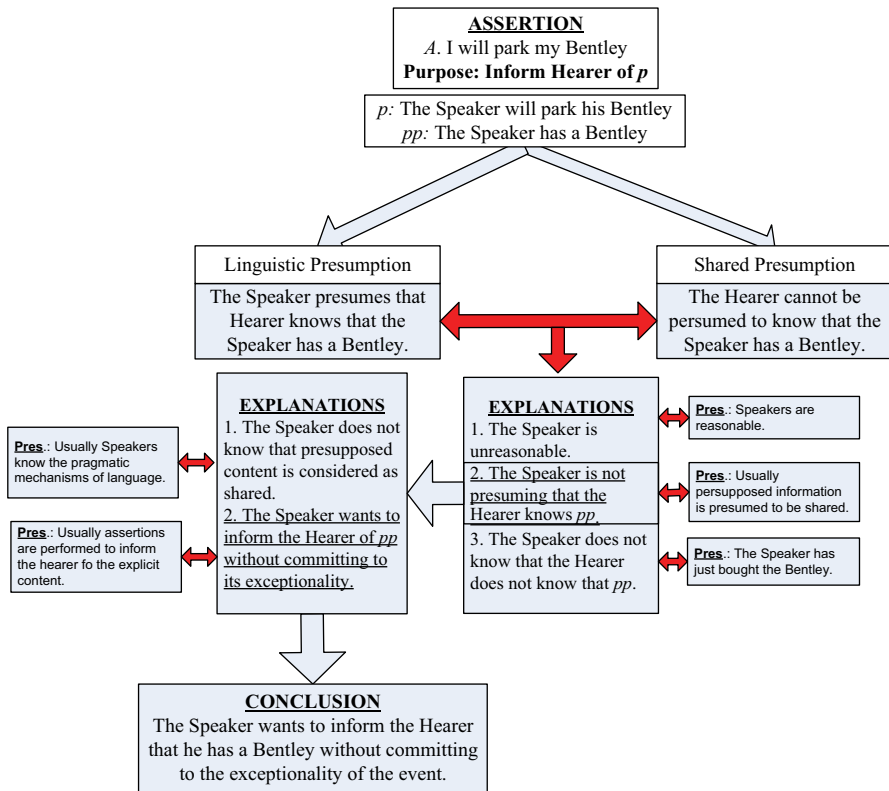 ASSERTION
A. I will park my Bentley
Purpose: Inform Hearer of p
p: The Speaker will park his Bentley
pp: The Speaker has a Bentley
Linguistic Presumption
The Speaker presumes that
Hearer knows that the
Speaker has a Bentley.
Shared Presumption
The Hearer cannot be
persumed to know that the
Speaker has a Bentley.
Pres.: Usually Speakers
know the pragmatic
mechanisms of language.
Pres.: Usually assertions
are performed to inform
the hearer fo the explicit
content.
EXPLANATIONS
1. The Speaker does not
know that presupposed
content is considered as
shared.
2. The Speaker wants to
inform the Hearer of pp
without committing to
its exceptionality.
EXPLANATIONS
1. The Speaker is
unreasonable.
2. The Speaker is not
presuming that the
Hearer knows pp.
3. The Speaker does not
know that the Hearer
does not know that pp.
Pres.: Speakers are
reasonable.
Pres.: Usually
persupposed information
is presumed to be shared.
Pres.: The Speaker has
just bought the Bentley.
CONCLUSION
The Speaker wants to inform the Hearer
that he has a Bentley without committing
to the exceptionality of the event.